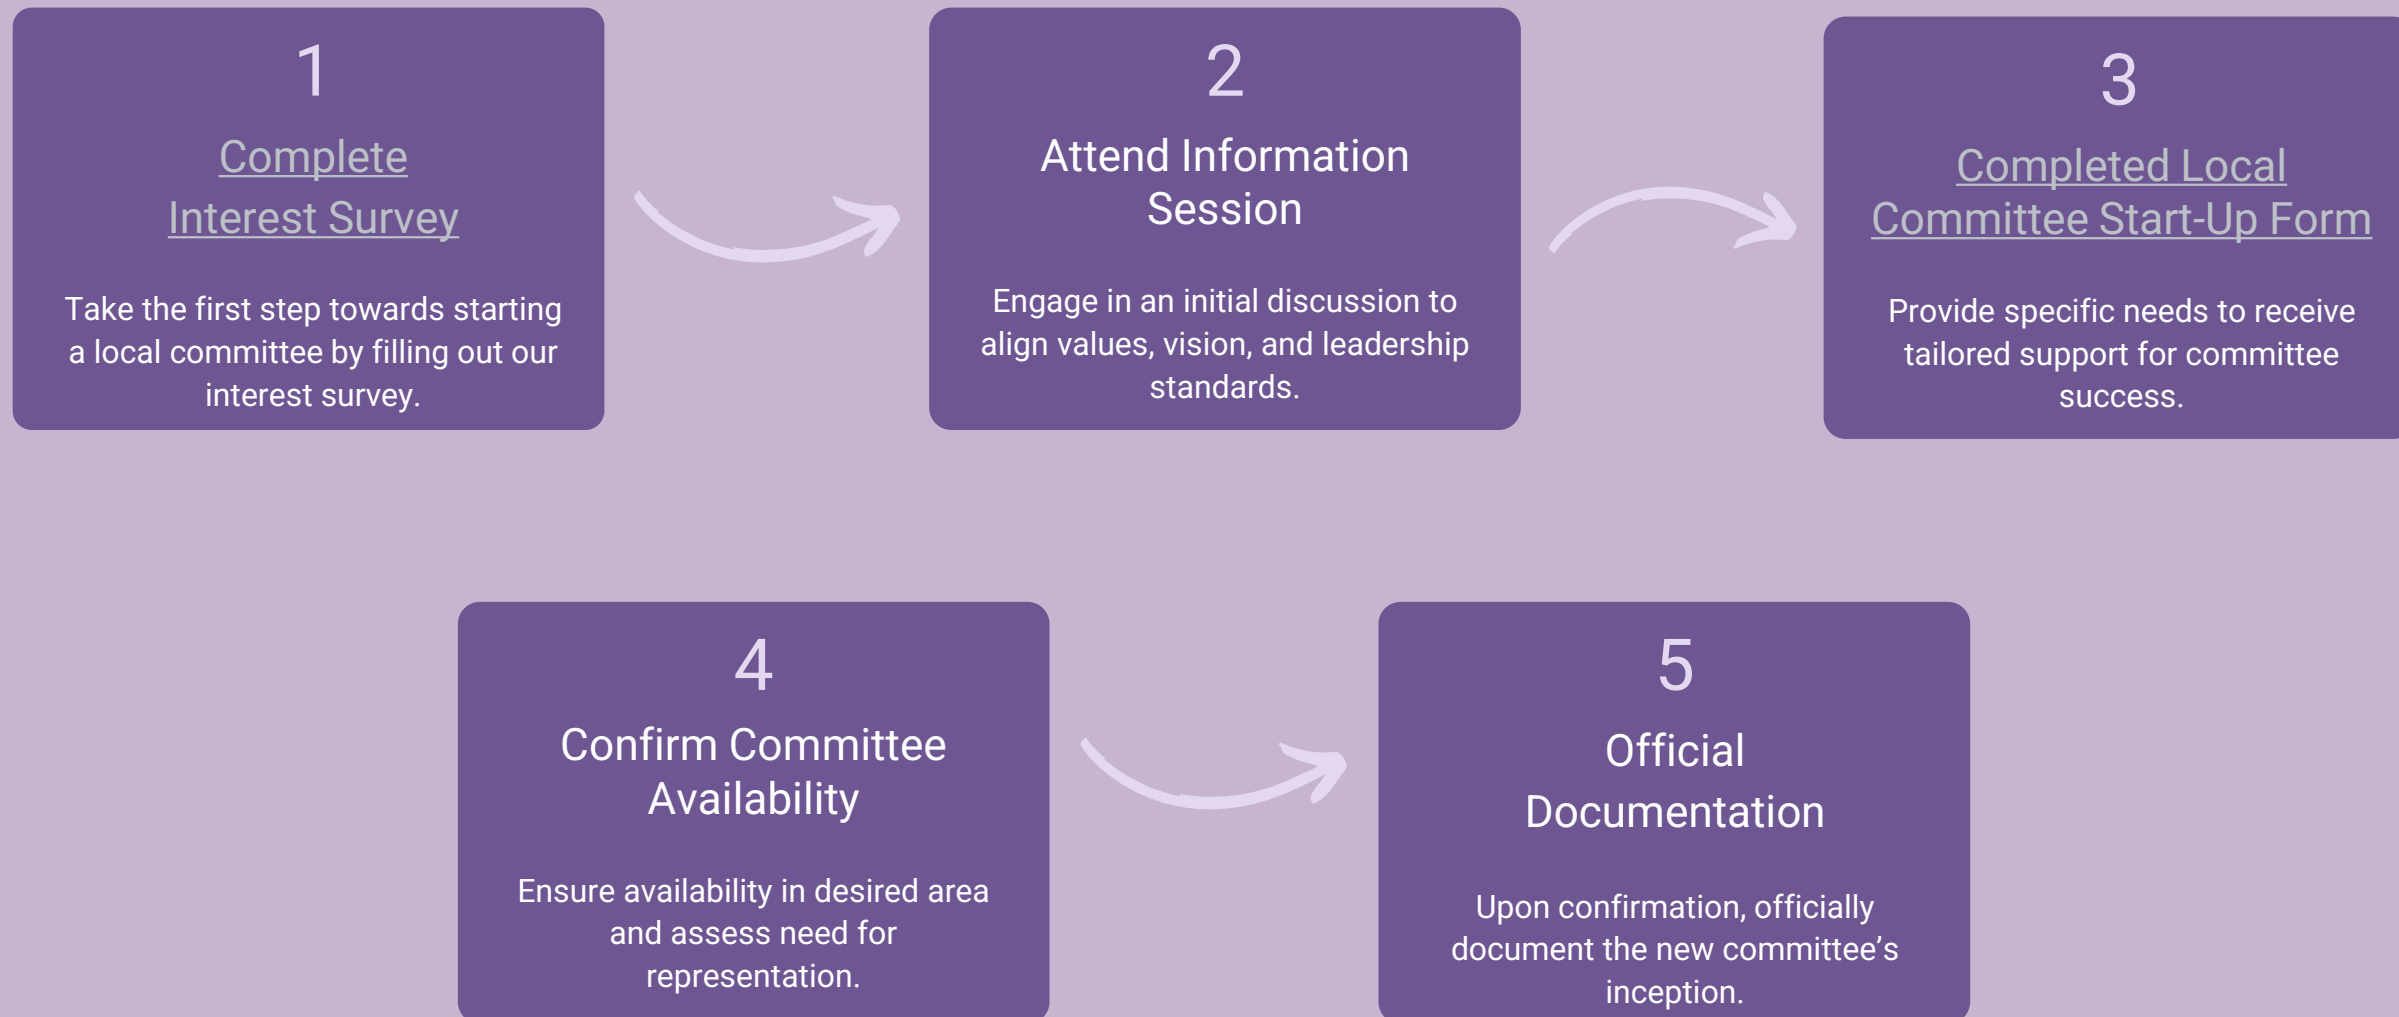 1
Complete
Interest Survey
Take the first step towards starting
a local committee by filling out our
interest survey.
2
Attend Information
Session
Engage in an initial discussion to
align values, vision, and leadership
standards.
3
Completed Local
Committee Start-Up Form
Provide specific needs to receive
tailored support for committee
success.
4
Confirm Committee
Availability
Ensure availability in desired area
and assess need for
representation.
5
Official
Documentation
Upon confirmation, officially
document the new committee’s
inception.